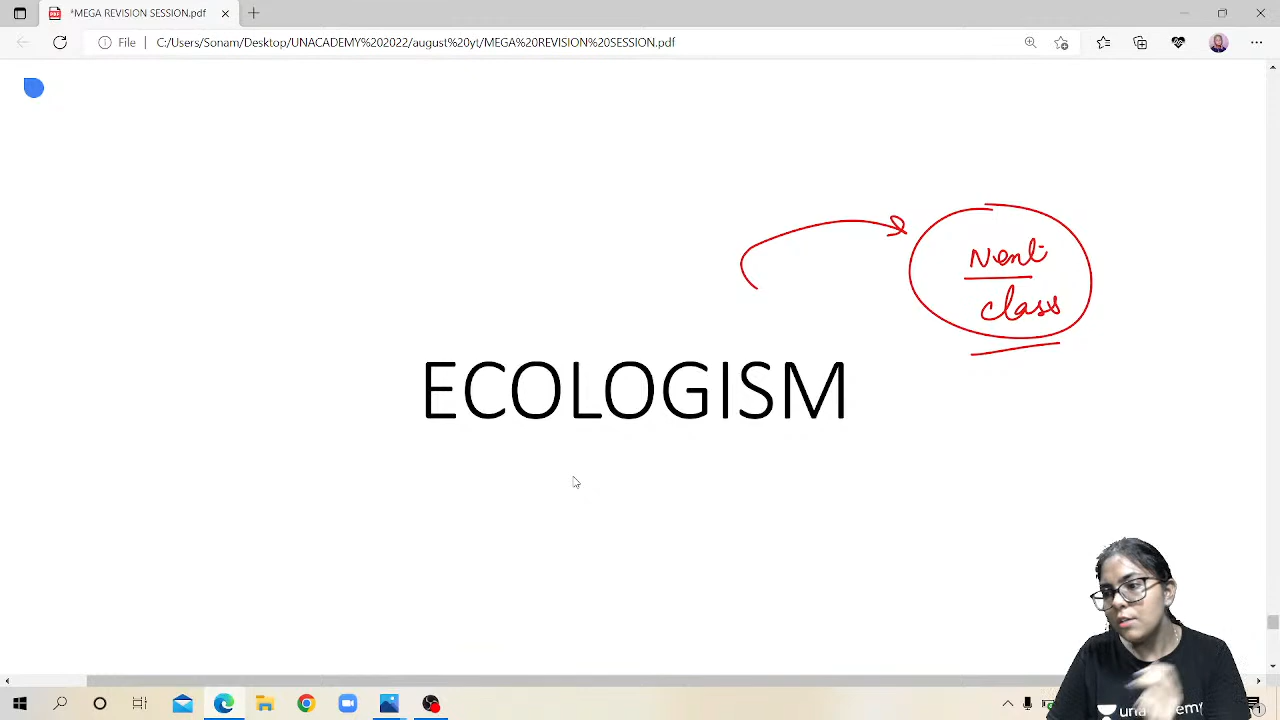 *MEGA REVISION SESSION.pdf
File
C:/Users/Sonam/Desktop/UNACADEMY%202022/august%20yt/MEGA%20REVISION%20SESSION.pdf
Next
class
ECOLOGISM
unacademy